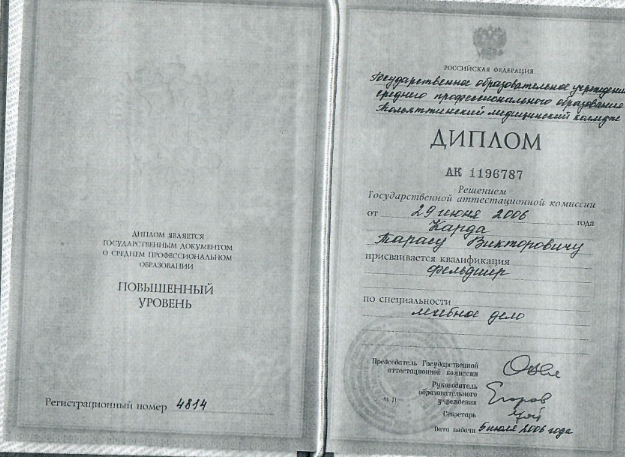 ДИПЛОМ ЯВЛЯЕТСЯ
ГОСУДАРСТВЕННЫМ ДОКУМЕНТОМ
О СРЕДНЕМ ПРОФЕССИОНАЛЬНОМ
ОБРАЗОВАНИИ
ПОВЫШЕННЫЙ
УРОВЕНЬ
Регистрационный номер 4814
РОССИЙСКАЯ ФЕДЕРАЦИЯ
Государственное образовательное учреждение
среднего профессионального образования
Тольяттинский медицинский колледж
ДИПЛОМ
АК 1196787
Решением
Государственной аттестационной комиссии
от 29 июня 2006 года
Канда
Тарасу Викторовичу
присваивается квалификация
фельдшер
по специальности
лечебное дело
Председатель Государственной
аттестационной комиссии
Руководитель
образовательного
учреждения
Егоров
Секретарь
М.П.
Дата выдачи 5 июля 2006 года